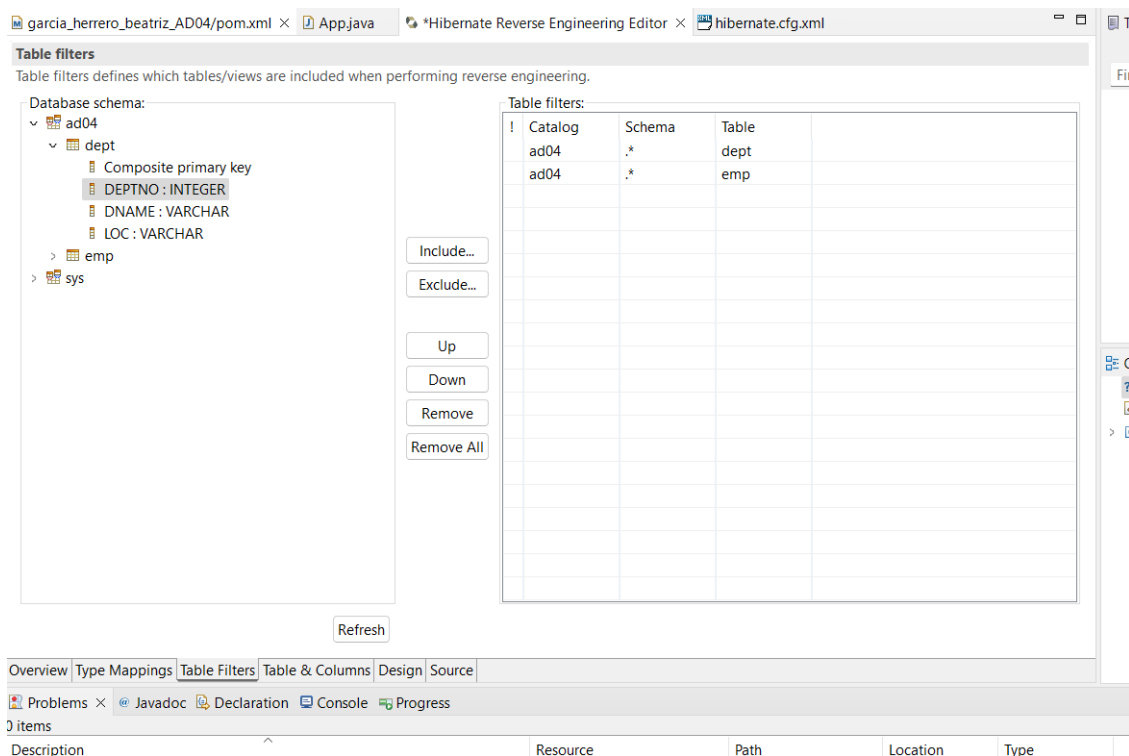 garcia_herrero_beatriz_AD04/pom.xml App.java *Hibernate Reverse Engineering Editor hibernate.cfg.xml
Table filters
Table filters defines which tables/views are included when performing reverse engineering.
Database schema:
ad04
dept
Composite primary key
DEPTNO : INTEGER
DNAME : VARCHAR
LOC : VARCHAR
emp
sys
Include...
Exclude...
Up
Down
Remove
Remove All
Table filters:
! Catalog Schema Table
ad04 .* dept
ad04 .* emp
Refresh
Overview Type Mappings Table Filters Table & Columns Design Source
Problems Javadoc Declaration Console Progress
0 items
Description Resource Path Location Type